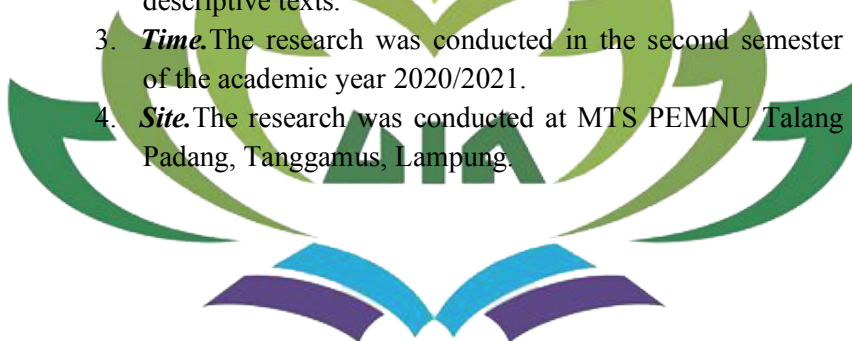 descriptive texts.
3. Time.The research was conducted in the second semester
of the academic year 2020/2021.
4. Site.The research was conducted at MTS PEMNU Talang
Padang, Tanggamus, Lampung.